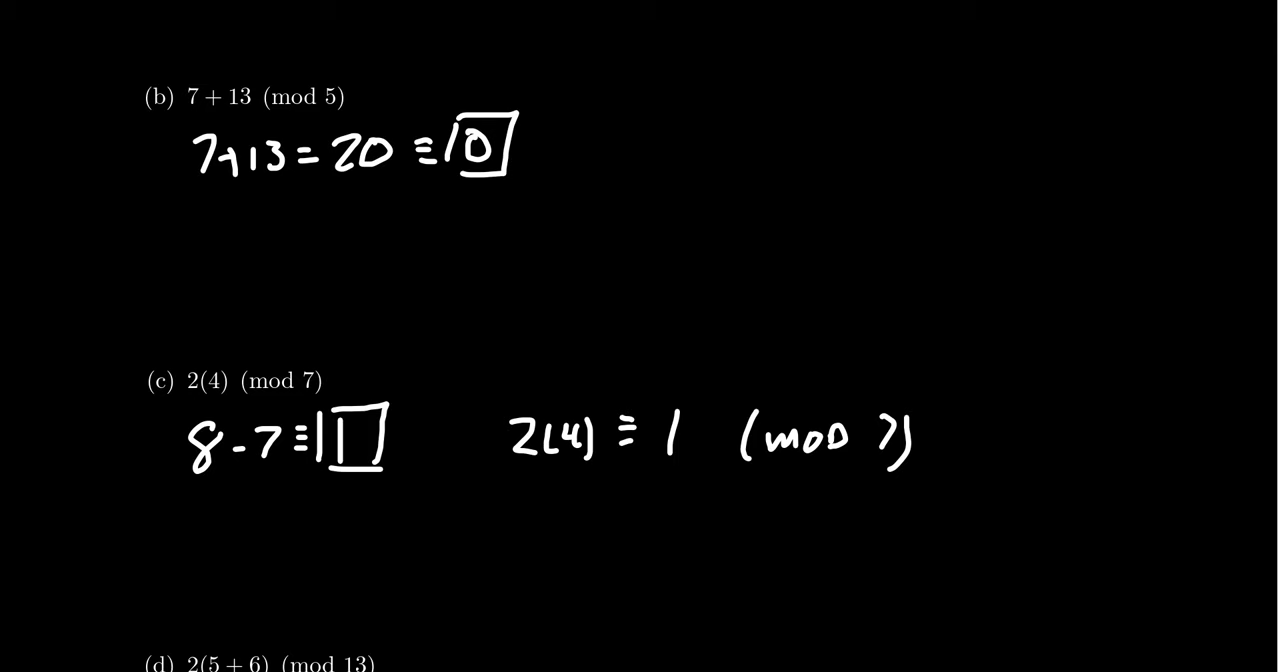 (b) 7 + 13 (mod 5)
7+13 = 20 ≡ 0
(c) 2(4) (mod 7)
8-7 ≡ 1 2(4) ≡ 1 (MOD 7)
(d) 2(5 + 6) (mod 13)